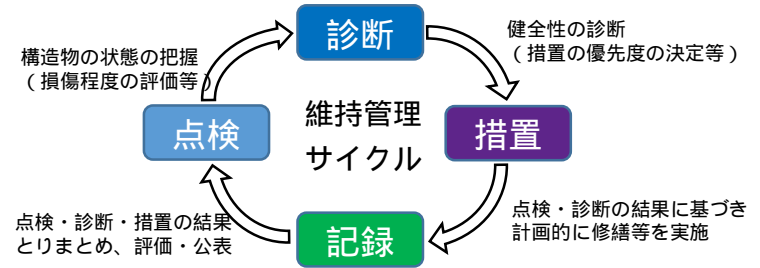 診断
健全性の診断
(措置の優先度の決定等)
構造物の状態の把握
(損傷程度の評価等)
点検
維持管理
サイクル
措置
点検・診断・措置の結果
とりまとめ、評価・公表
記録
点検・診断の結果に基づき
計画的に修繕等を実施